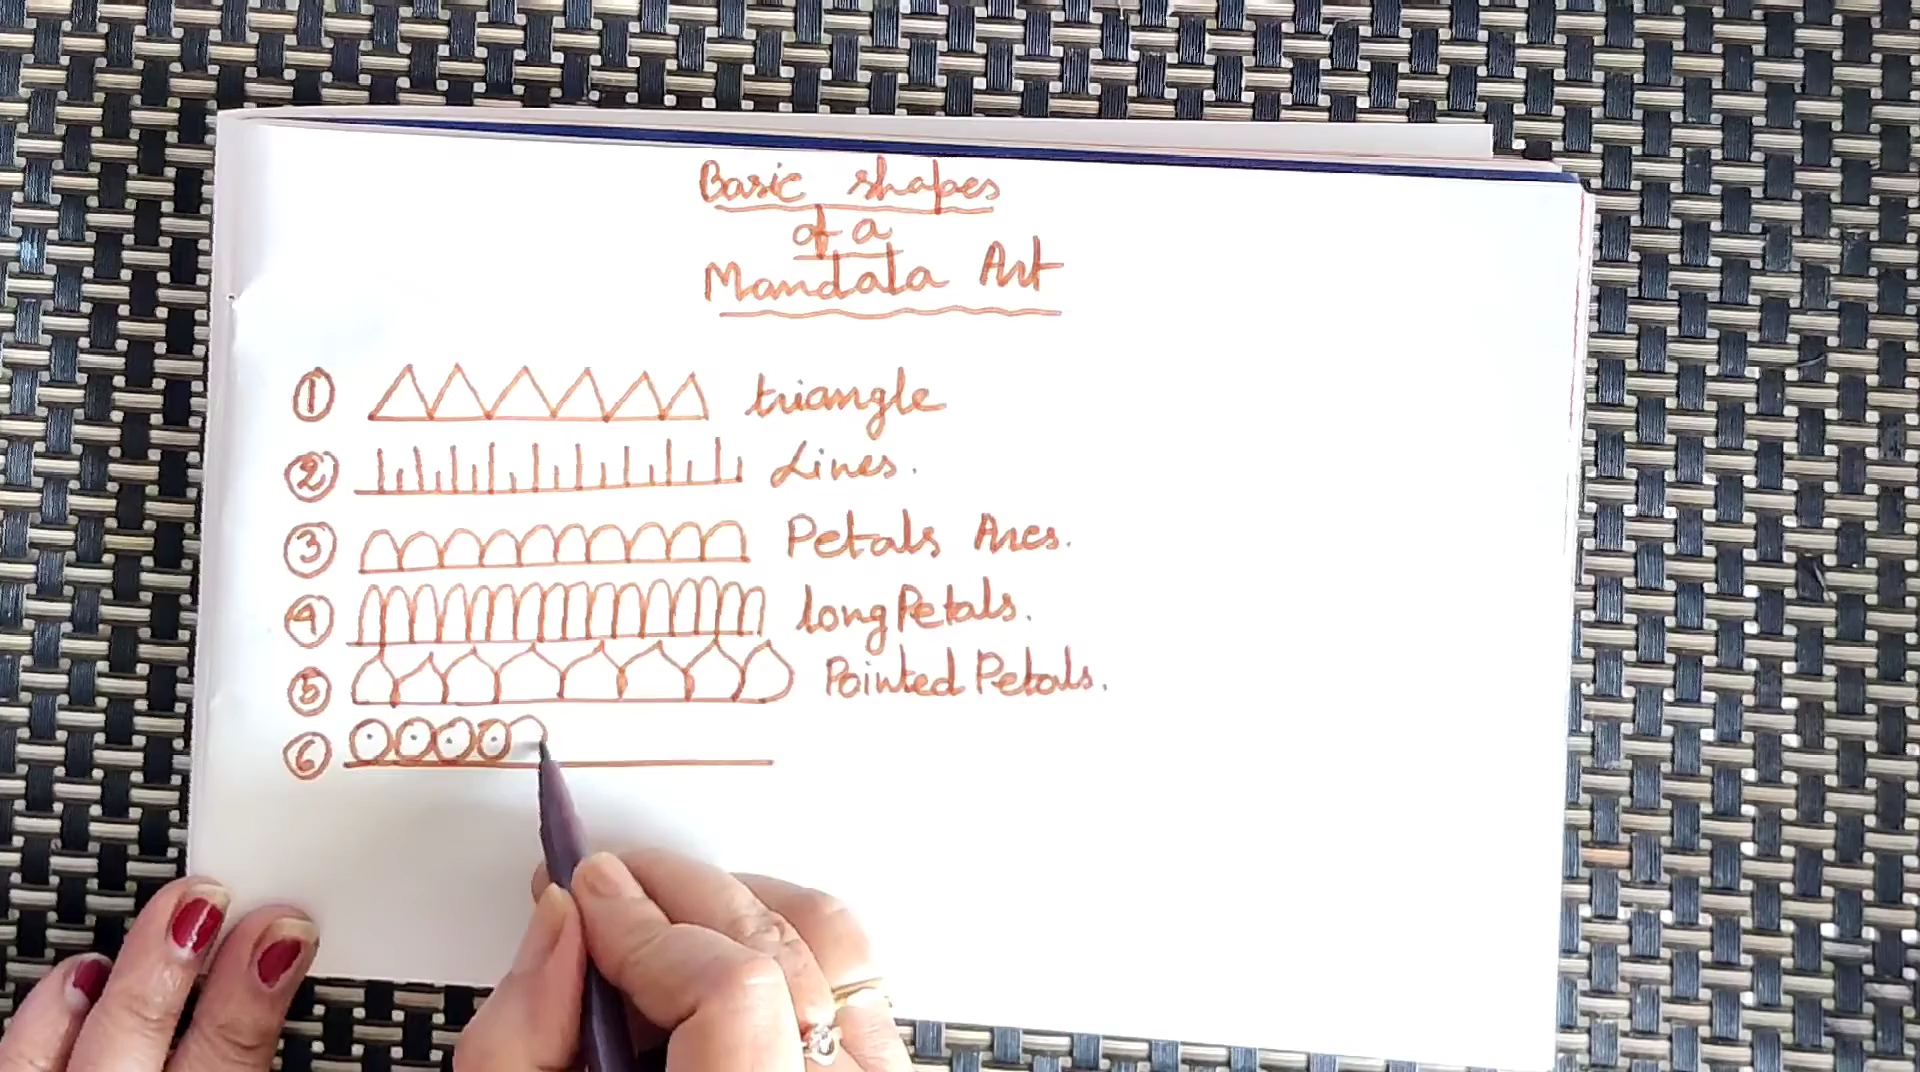 Basic shapes
of a
Mandala Art
1 triangle
2 Lines.
3 Petals Arcs.
4 long Petals.
5 Pointed Petals.
6